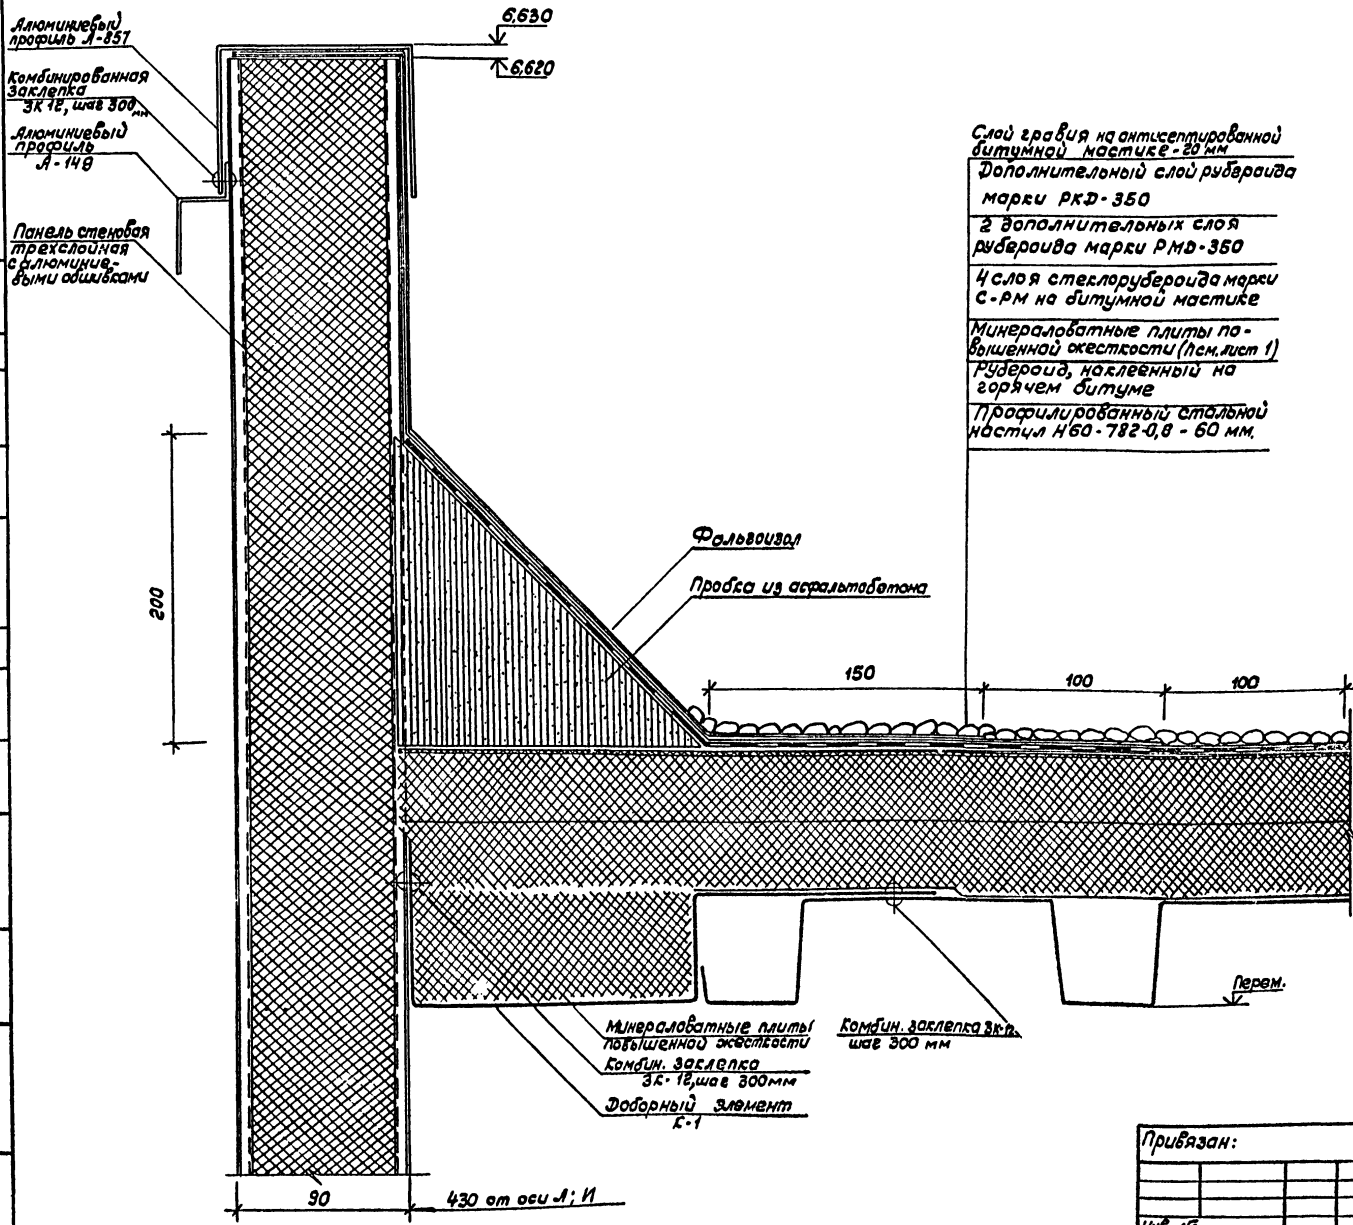 Алюминиевый
профиль А-857
Комбинированная
заклепка
ЗК 12, шаг 300 мм
Алюминиевый
профиль
А-149
Панель стеновая
трехслойная
с алюминие-
выми обшивками
6,630
6,620
Слой гравия на антисептированной
битумной мастике - 20 мм
Дополнительный слой рубероида
марки РКД-350
2 дополнительных слоя
рубероида марки РМД-350
4 слоя стеклорубероида марки
С-РМ на битумной мастике
Минераловатные плиты по-
вышенной жесткости (п см. лист 1)
Рубероид, наклеенный на
горячем битуме
Профилированный стальной
настил Н60-782-0,8 - 60 мм.
Фольгоизол
Пробка из асфальтобетона
200
150
100
100
Перем.
Минераловатные плиты
повышенной жесткости
Комбин. заклепка ЗК-12
шаг 300 мм
Комбин. заклепка
ЗК-12, шаг 300 мм
Доборный элемент
К-1
90
430 от оси Л; И
Привязан: